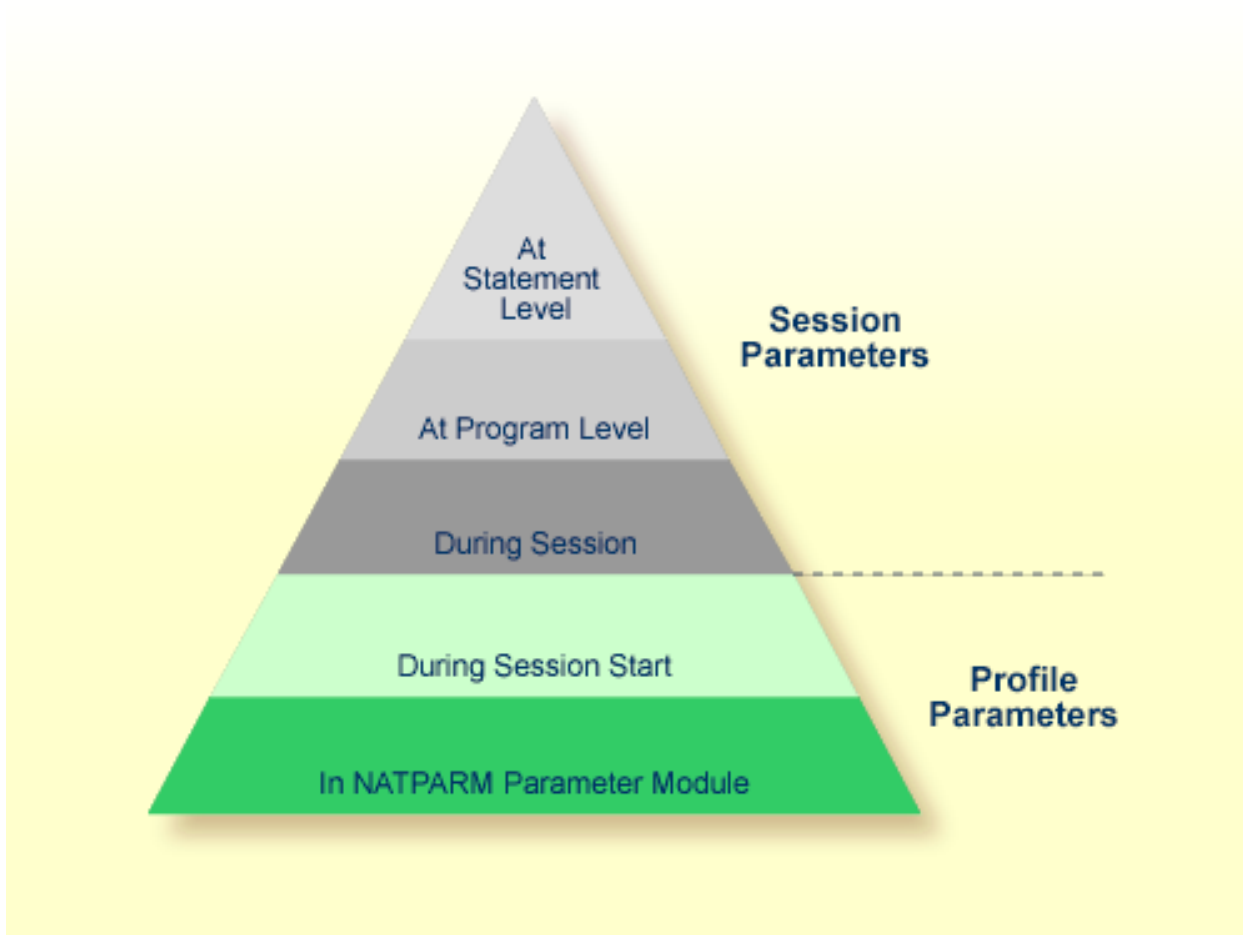 At
Statement
Level
Session
Parameters
At Program Level
During Session
During Session Start
Profile
Parameters
In NATPARM Parameter Module